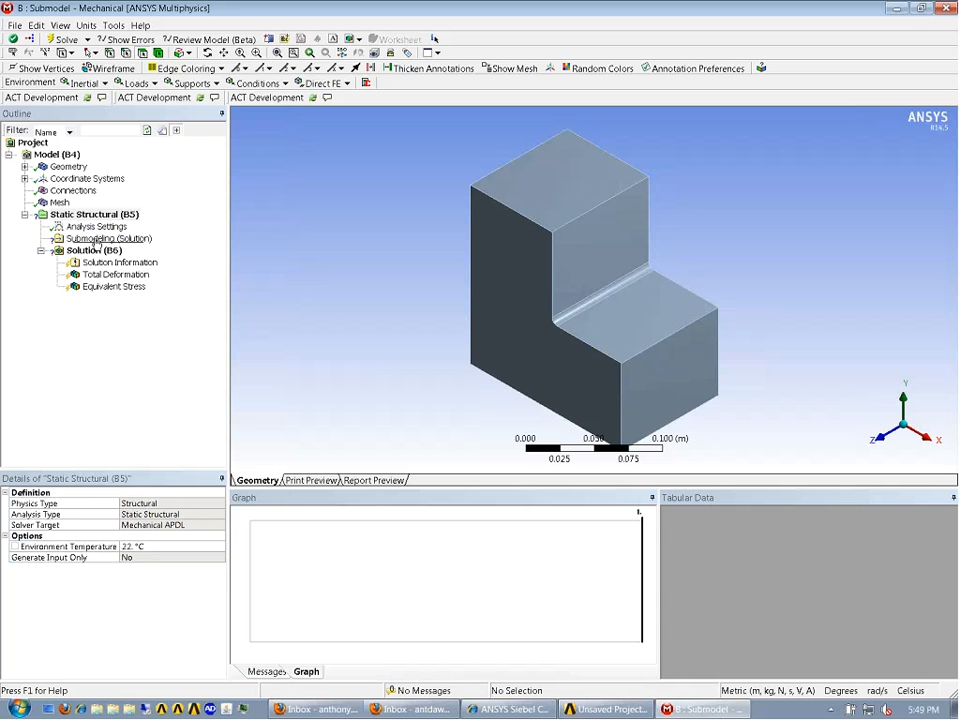 B : Submodel - Mechanical [ANSYS Multiphysics]
File Edit View Units Tools Help
Solve Show Errors Review Model (Beta) Worksheet
Show Vertices Wireframe Edge Coloring Thicken Annotations Show Mesh Random Colors Annotation Preferences
Environment Inertial Loads Supports Conditions Direct FE
ACT Development ACT Development ACT Development
Outline
Filter: Name
Project
Model (B4)
Geometry
Coordinate Systems
Connections
Mesh
Static Structural (B5)
Analysis Settings
Submodeling (Solution)
Solution (B6)
Solution Information
Total Deformation
Equivalent Stress
ANSYS
R14.5
Y
Z
X
0.000
0.050
0.100 (m)
0.025
0.075
Geometry Print Preview Report Preview
Details of "Static Structural (B5)"
Definition
Physics Type Structural
Analysis Type Static Structural
Solver Target Mechanical APDL
Options
Environment Temperature 22. °C
Generate Input Only No
Graph
1.
Messages Graph
Tabular Data
Press F1 for Help
No Messages
No Selection
Metric (m, kg, N, s, V, A) Degrees rad/s Celsius
Inbox - anthony... Inbox - antdaw... ANSYS Siebel C... Unsaved Project... B : Submodel - ... 5:49 PM